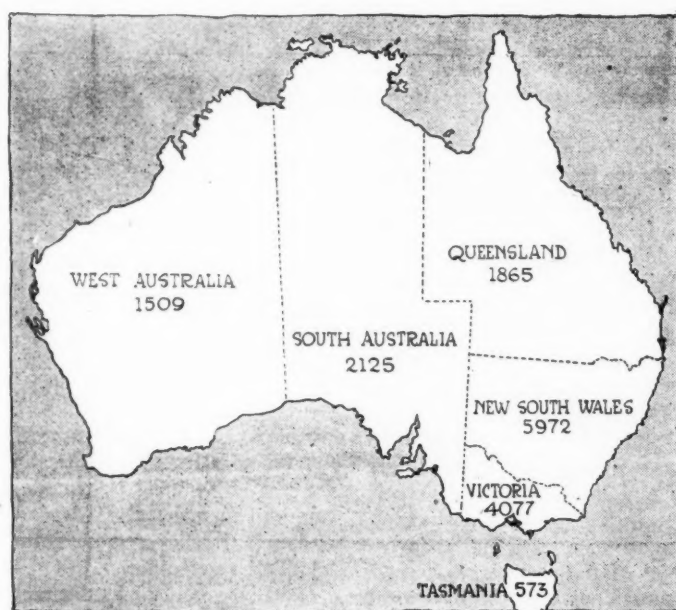 QUEENSLAND
1865
WEST AUSTRALIA
1509
SOUTH AUSTRALIA
2125
NEW SOUTH WALES
5972
VICTORIA
4077
TASMANIA 573